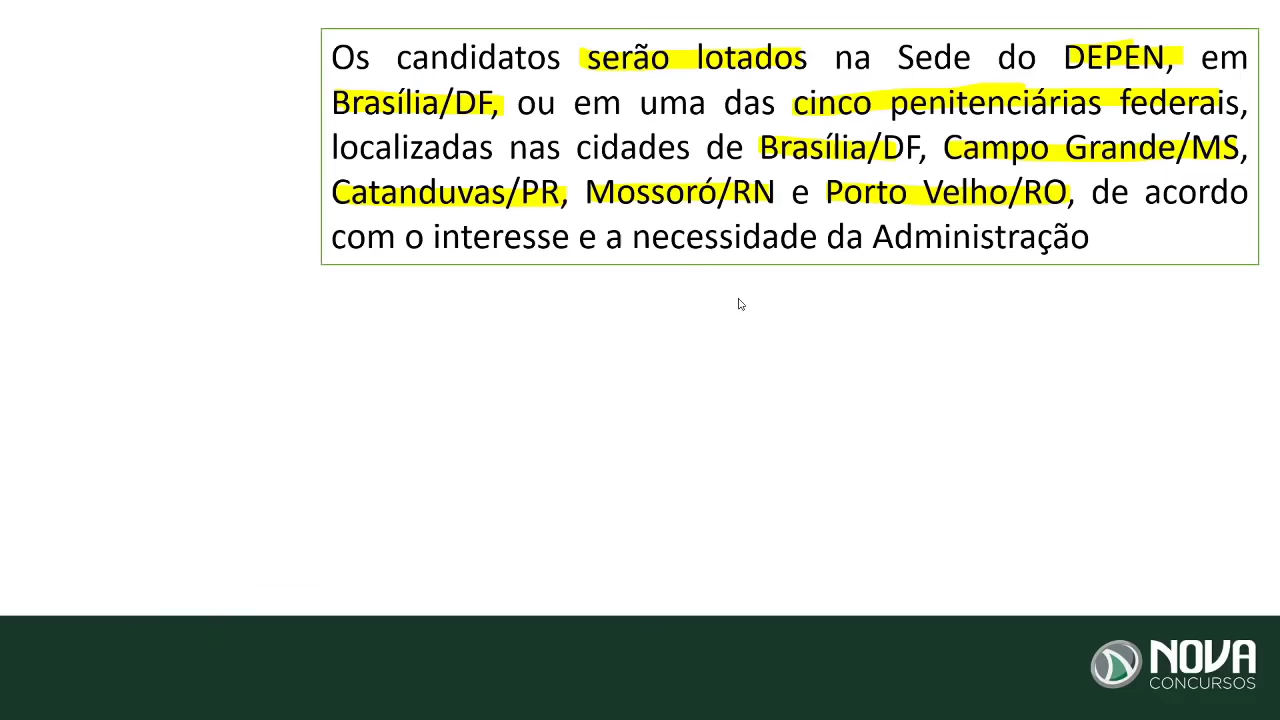 Os candidatos serão lotados na Sede do DEPEN, em
Brasília/DF, ou em uma das cinco penitenciárias federais,
localizadas nas cidades de Brasília/DF, Campo Grande/MS,
Catanduvas/PR, Mossoró/RN e Porto Velho/RO, de acordo
com o interesse e a necessidade da Administração
NOVA
CONCURSOS